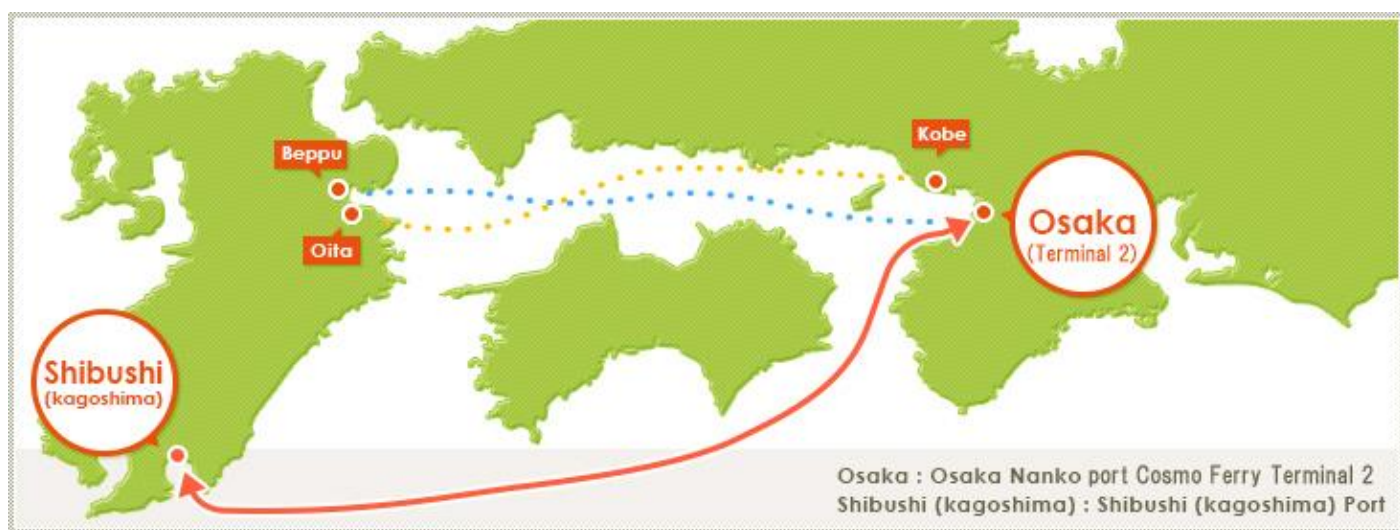 Kobe
Beppu
Osaka
(Terminal 2)
Oita
Shibushi
(kagoshima)
Osaka : Osaka Nanko port Cosmo Ferry Terminal 2
Shibushi (kagoshima) : Shibushi (kagoshima) Port